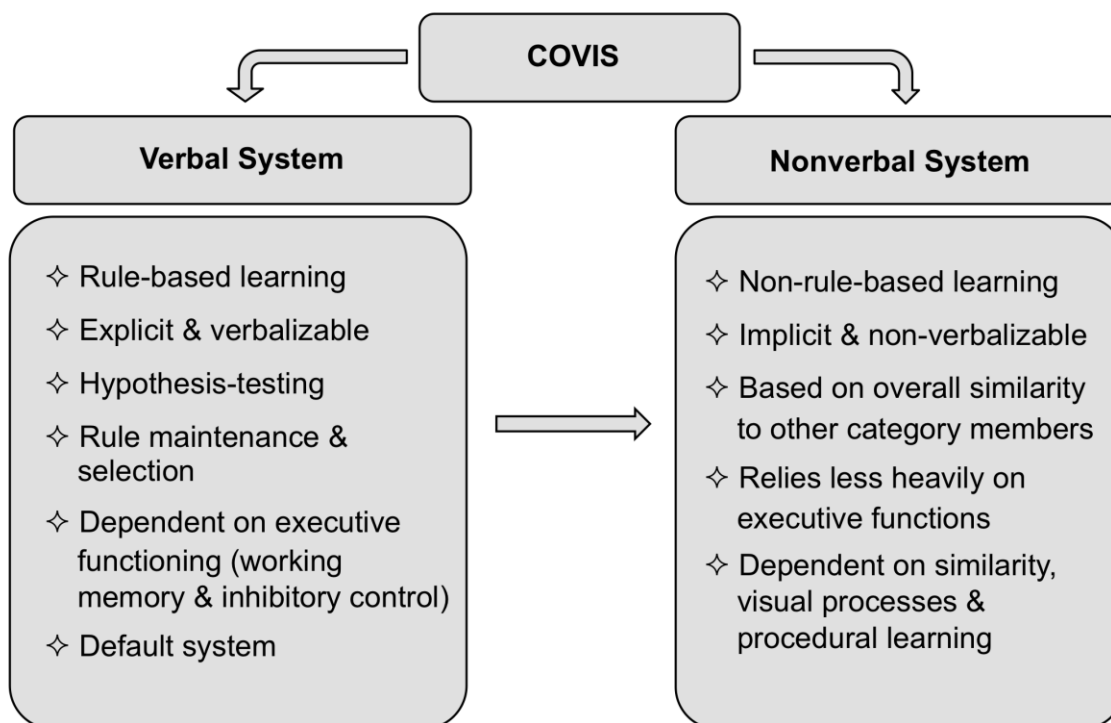 COVIS
Verbal System
✧ Rule-based learning
✧ Explicit & verbalizable
✧ Hypothesis-testing
✧ Rule maintenance &
selection
✧ Dependent on executive
functioning (working
memory & inhibitory control)
✧ Default system
Nonverbal System
✧ Non-rule-based learning
✧ Implicit & non-verbalizable
✧ Based on overall similarity
to other category members
✧ Relies less heavily on
executive functions
✧ Dependent on similarity,
visual processes &
procedural learning